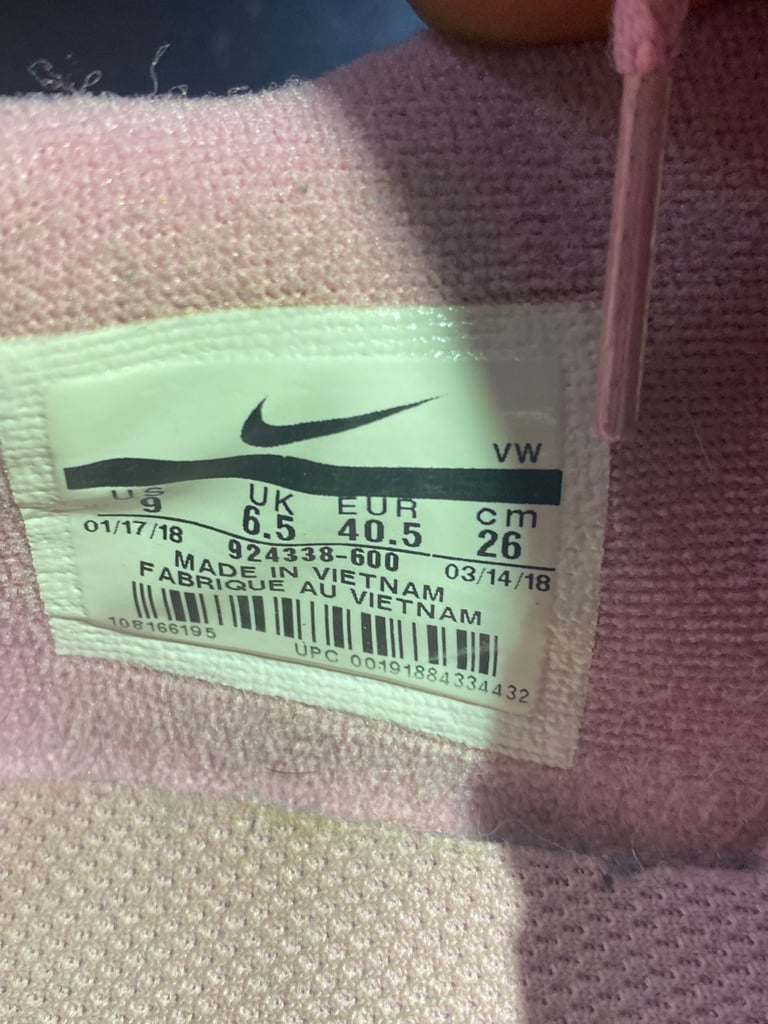 VW
US UK EUR cm
9 6.5 40.5 26
01/17/18 924338-600 03/14/18
MADE IN VIETNAM
FABRIQUE AU VIETNAM
108166195
UPC 00191884334432